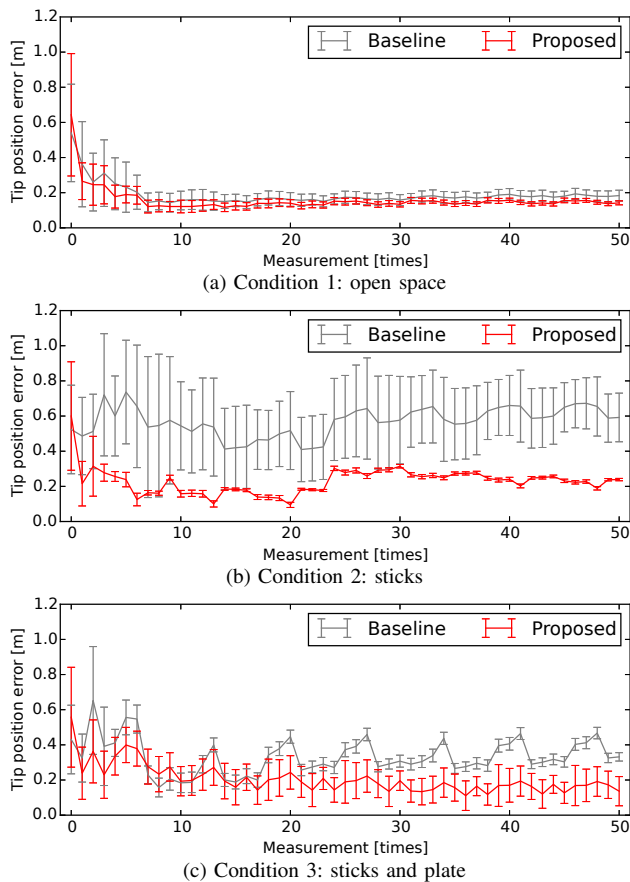 1.2
1.0
0.8
0.6
0.4
0.2
0.0
Tip position error [m]
Baseline Proposed
0 10 20 30 40 50
Measurement [times]
(a) Condition 1: open space
1.2
1.0
0.8
0.6
0.4
0.2
0.0
Tip position error [m]
Baseline Proposed
0 10 20 30 40 50
Measurement [times]
(b) Condition 2: sticks
1.2
1.0
0.8
0.6
0.4
0.2
0.0
Tip position error [m]
Baseline Proposed
0 10 20 30 40 50
Measurement [times]
(c) Condition 3: sticks and plate